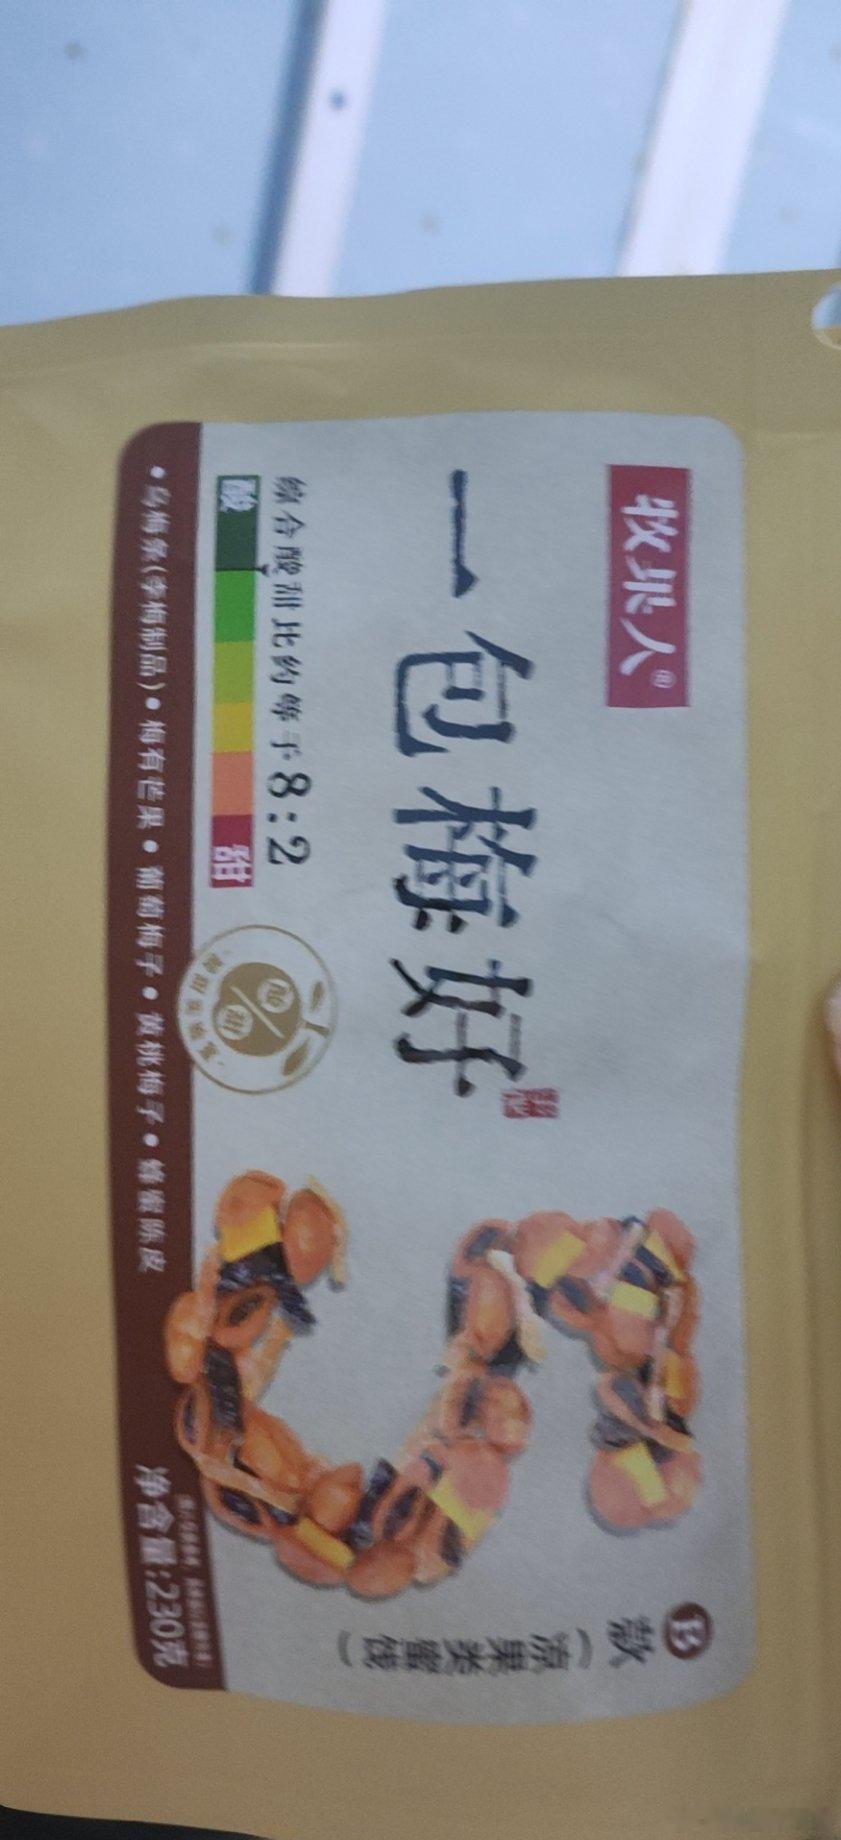 牧果人®
一包梅好
综合酸甜比约等于8:2
酸
甜
酸/甜
•乌梅条(李梅制品)•梅有芒果•葡萄梅子•黄桃梅子•蜂蜜陈皮
净含量:230克
B
款(凉果类蜜饯)